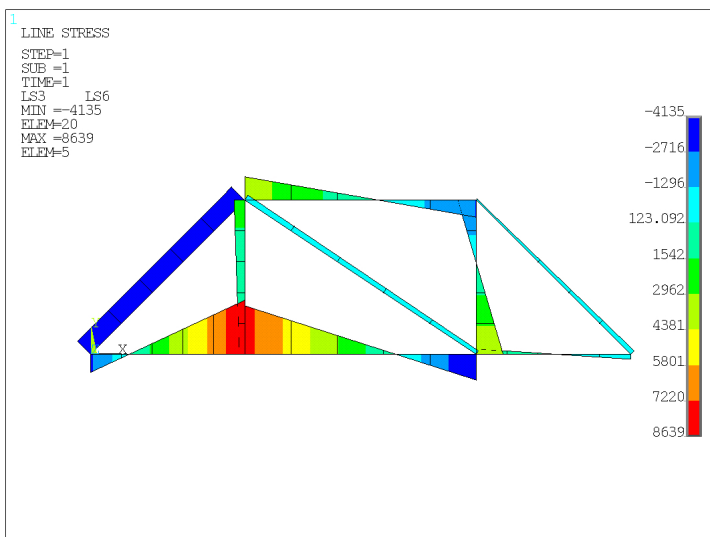 1
LINE STRESS
STEP=1
SUB =1
TIME=1
LS3 LS6
MIN =-4135
ELEM=20
MAX =8639
ELEM=5
-4135
-2716
-1296
123.092
1542
2962
4381
5801
7220
8639
Y
X